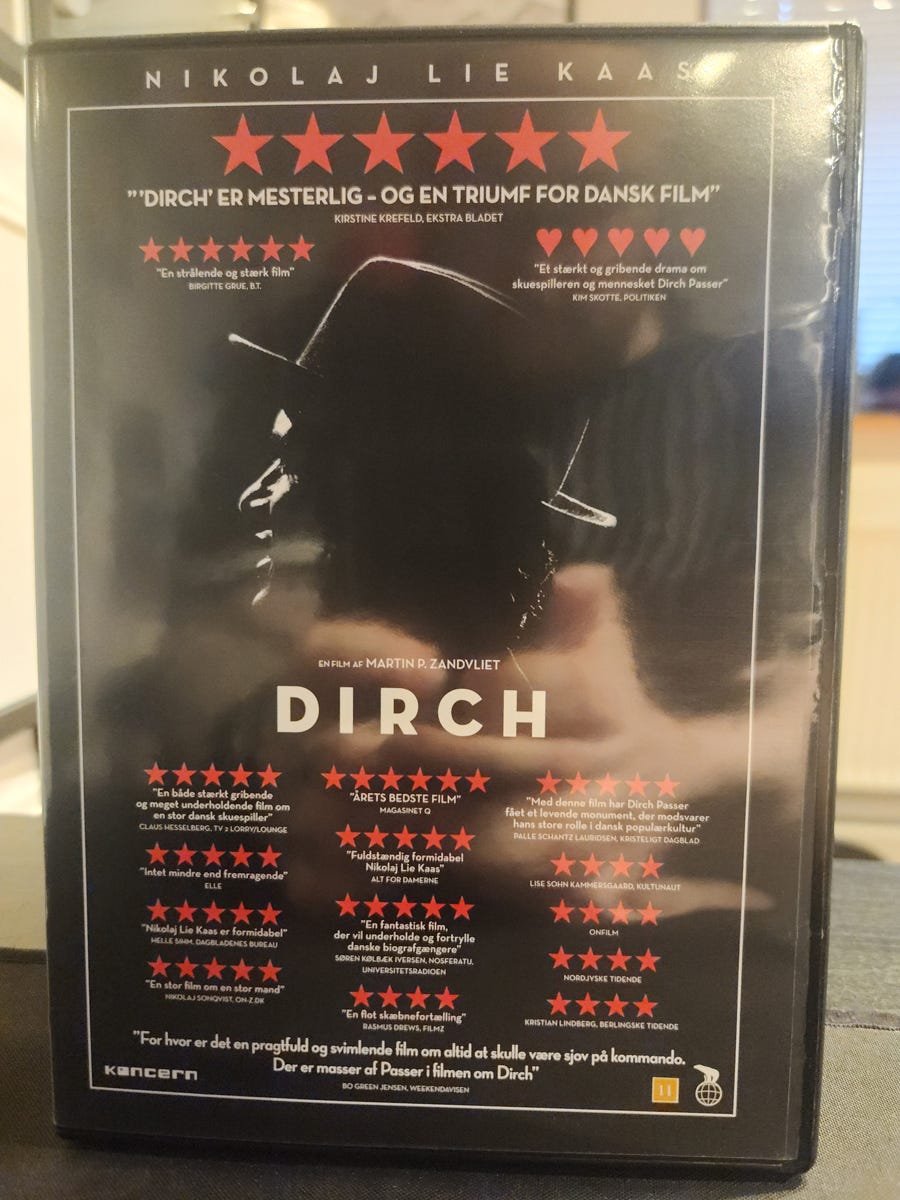 NIKOLAJ LIE KAAS
"'DIRCH' ER MESTERLIG – OG EN TRIUMF FOR DANSK FILM"
KIRSTINE KREFELD, EKSTRA BLADET
"En strålende og stærk film"
BIRGITTE GRUE, B.T.
"Et stærkt og gribende drama om
skuespilleren og mennesket Dirch Passer"
KIM SKOTTE, POLITIKEN
EN FILM AF MARTIN P. ZANDVLIET
DIRCH
"En både stærkt gribende
og meget underholdende film om
en stor dansk skuespiller"
CLAUS HESSELBERG, TV 2 LORRY/LOUNGE
"Intet mindre end fremragende"
ELLE
"Nikolaj Lie Kaas er formidabel"
HELLE SIHM, DAGBLADENES BUREAU
"En stor film om en stor mand"
NIKOLAJ SONQVIST, ON-Z.DK
"ÅRETS BEDSTE FILM"
MAGASINET Q
"Fuldstændig formidabel
Nikolaj Lie Kaas"
ALT FOR DAMERNE
"En fantastisk film,
der vil underholde og fortrylle
danske biografgængere"
SØREN KØLBÆK IVERSEN, NOSFERATU,
UNIVERSITETSRADIOEN
"En flot skæbnefortælling"
RASMUS DREWS, FILMZ
"Med denne film har Dirch Passer
fået et levende monument, der modsvarer
hans store rolle i dansk populærkultur"
PALLE SCHANTZ LAURIDSEN, KRISTELIGT DAGBLAD
LISE SOHN KAMMERSGAARD, KULTUNAUT
ONFILM
NORDJYSKE TIDENDE
KRISTIAN LINDBERG, BERLINGSKE TIDENDE
"For hvor er det en pragtfuld og svimlende film om altid at skulle være sjov på kommando.
Der er masser af Passer i filmen om Dirch"
BO GREEN JENSEN, WEEKENDAVISEN
koncern
11